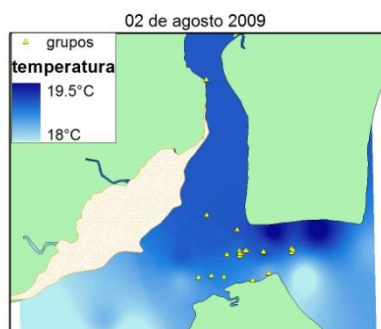 02 de agosto 2009
grupos
temperatura
19.5°C
18°C